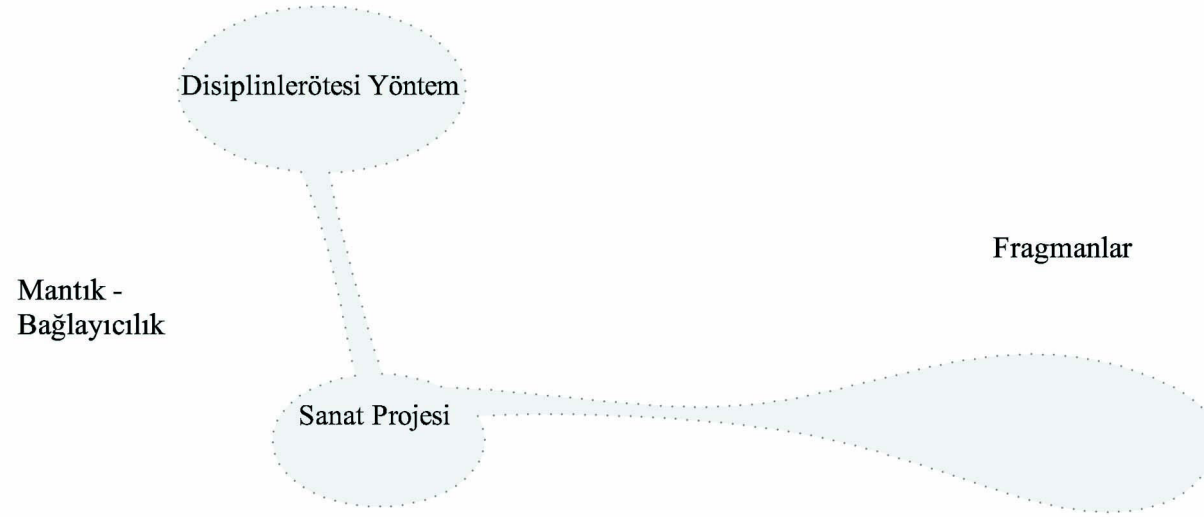 Disiplinlerötesi Yöntem
Fragmanlar
Mantık -
Bağlayıcılık
Sanat Projesi